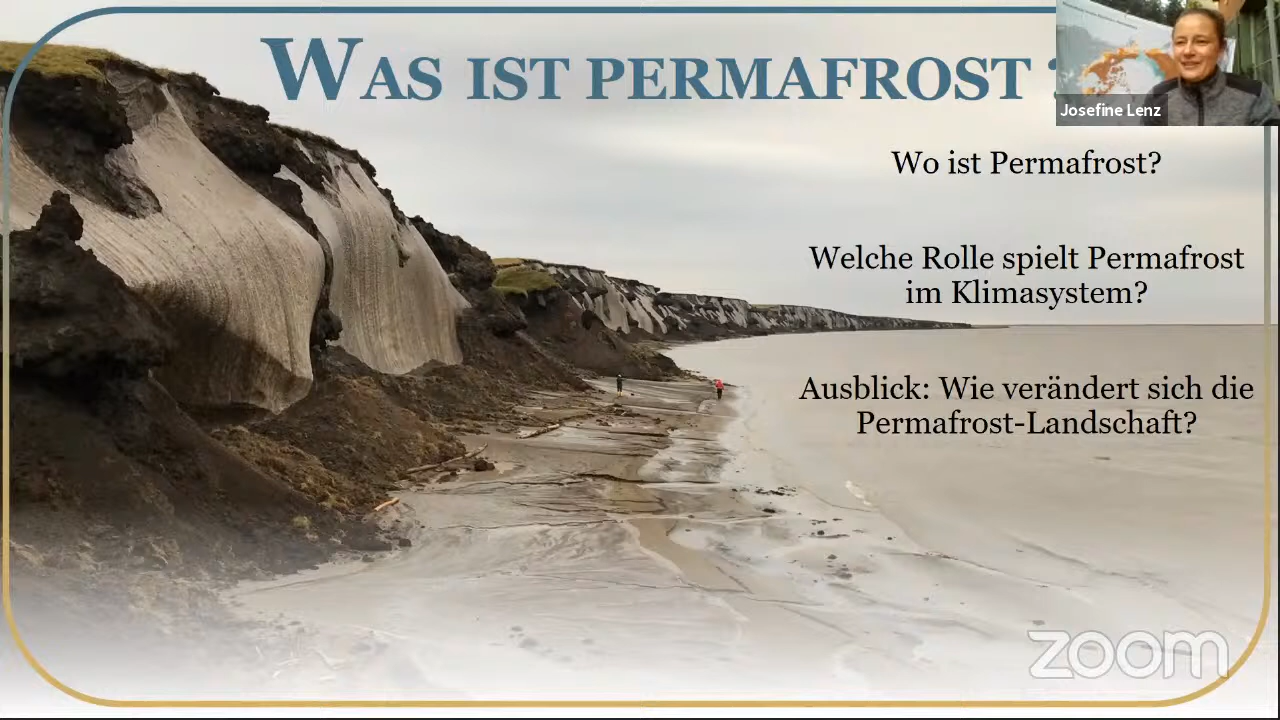 WAS IST PERMAFROST ?
Josefine Lenz
Wo ist Permafrost?
Welche Rolle spielt Permafrost
im Klimasystem?
Ausblick: Wie verändert sich die
Permafrost-Landschaft?
zoom